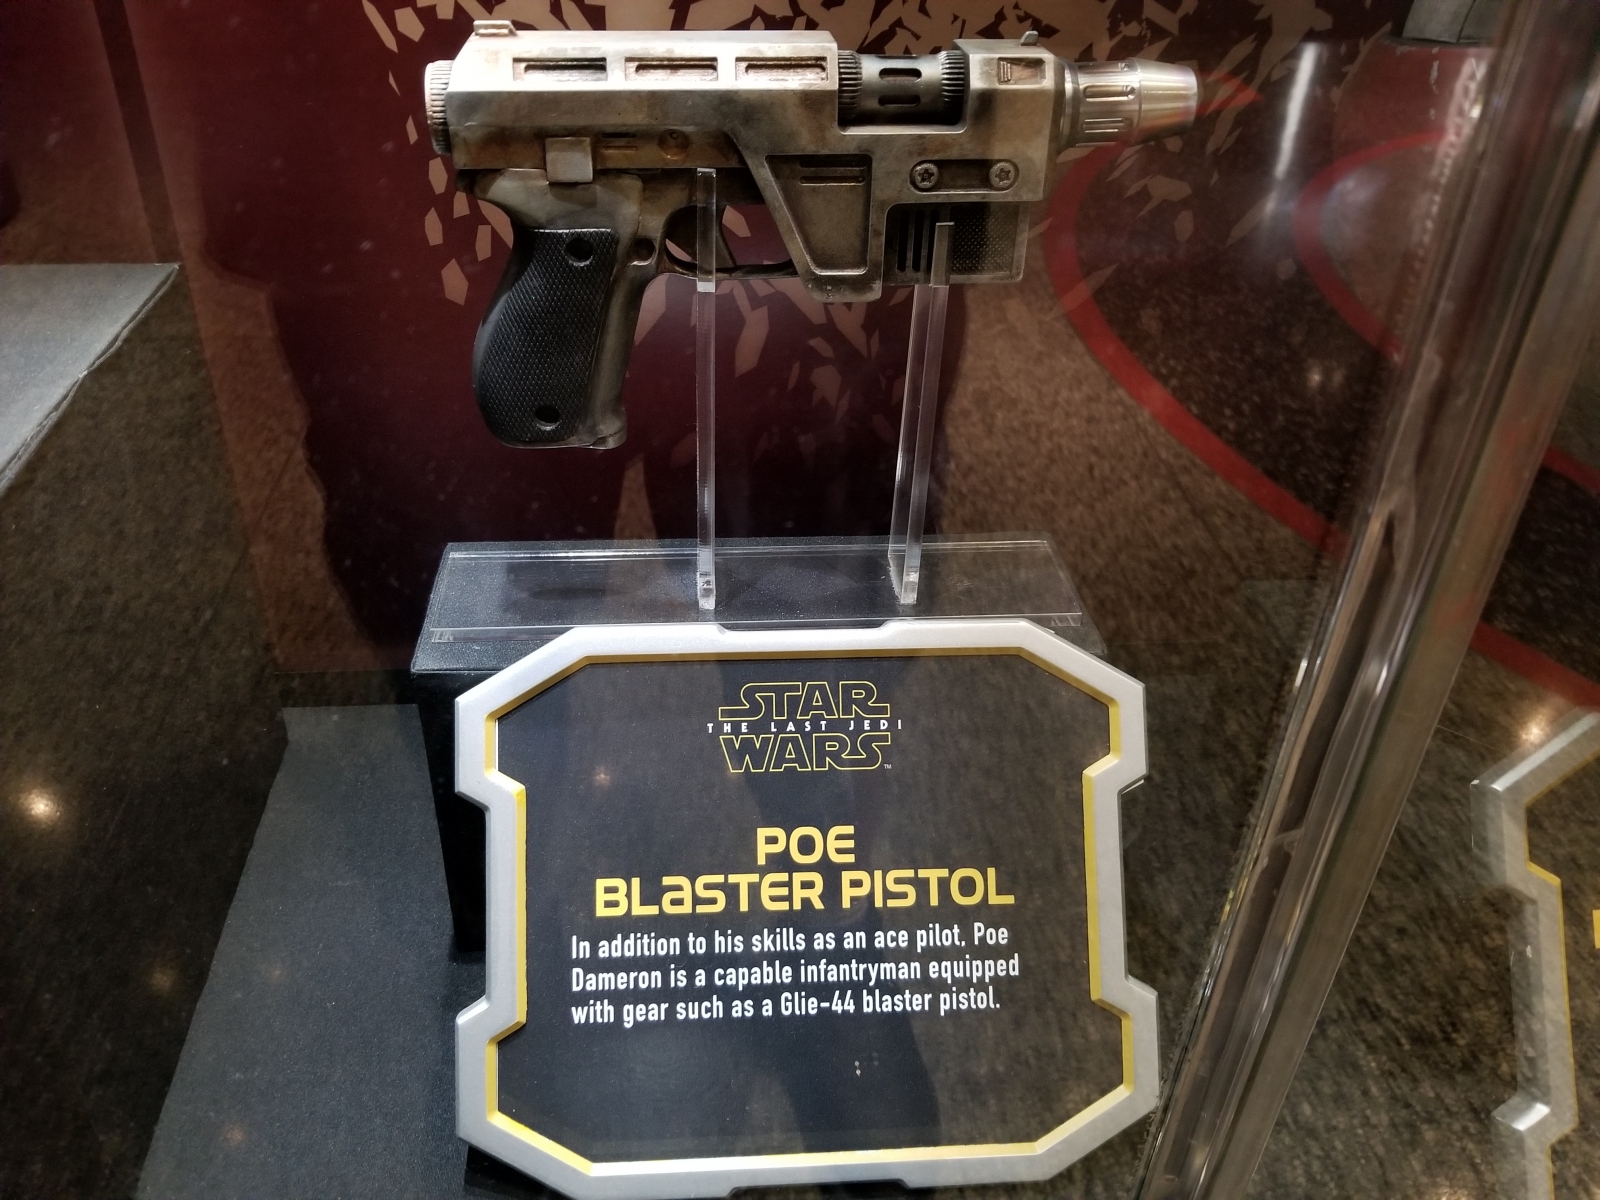 STAR
THE LAST JEDI
WARS™
POE
BLaSTER PISTOL
In addition to his skills as an ace pilot, Poe
Dameron is a capable infantryman equipped
with gear such as a Glie-44 blaster pistol.